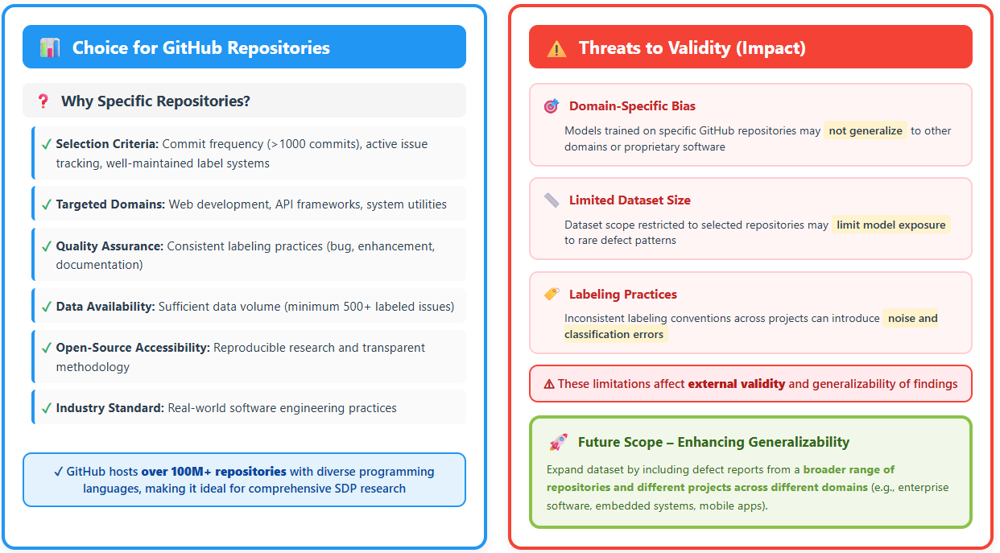 Choice for GitHub Repositories
Why Specific Repositories?
✓ Selection Criteria: Commit frequency (>1000 commits), active issue
tracking, well-maintained label systems
✓ Targeted Domains: Web development, API frameworks, system utilities
✓ Quality Assurance: Consistent labeling practices (bug, enhancement,
documentation)
✓ Data Availability: Sufficient data volume (minimum 500+ labeled issues)
✓ Open-Source Accessibility: Reproducible research and transparent
methodology
✓ Industry Standard: Real-world software engineering practices
✓ GitHub hosts over 100M+ repositories with diverse programming
languages, making it ideal for comprehensive SDP research
Threats to Validity (Impact)
Domain-Specific Bias
Models trained on specific GitHub repositories may not generalize to other
domains or proprietary software
Limited Dataset Size
Dataset scope restricted to selected repositories may limit model exposure
to rare defect patterns
Labeling Practices
Inconsistent labeling conventions across projects can introduce noise and
classification errors
⚠ These limitations affect external validity and generalizability of findings
Future Scope – Enhancing Generalizability
Expand dataset by including defect reports from a broader range of
repositories and different projects across different domains (e.g., enterprise
software, embedded systems, mobile apps).